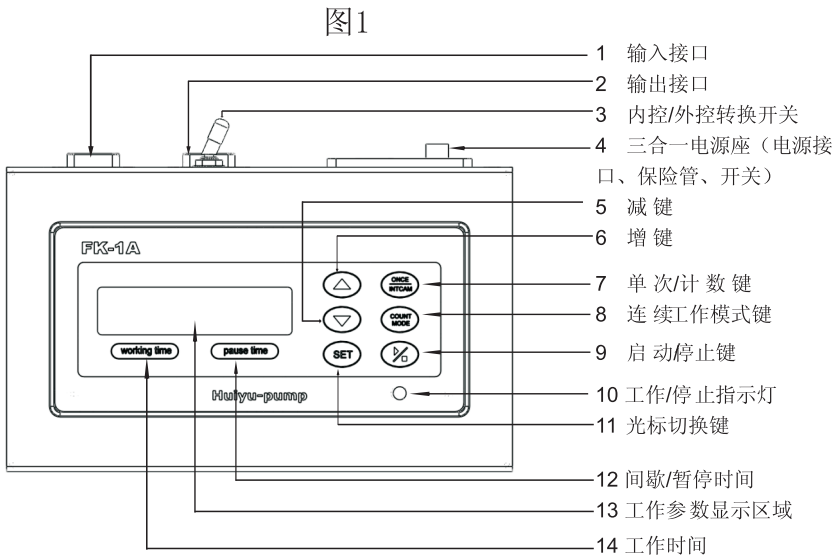 图1
1 输入接口
2 输出接口
3 内控/外控转换开关
4 三合一电源座（电源接
口、保险管、开关）
5 减 键
6 增 键
7 单 次/计 数 键
8 连 续工作模式键
9 启 动/停止键
10 工作/停 止指示灯
11 光标切换键
12 间歇/暂停时间
13 工作参数显示区域
14 工作时间
FK-1A
ONCE
INTCAM
COUNT
MODE
working time
pause time
SET
Huiyu-pump